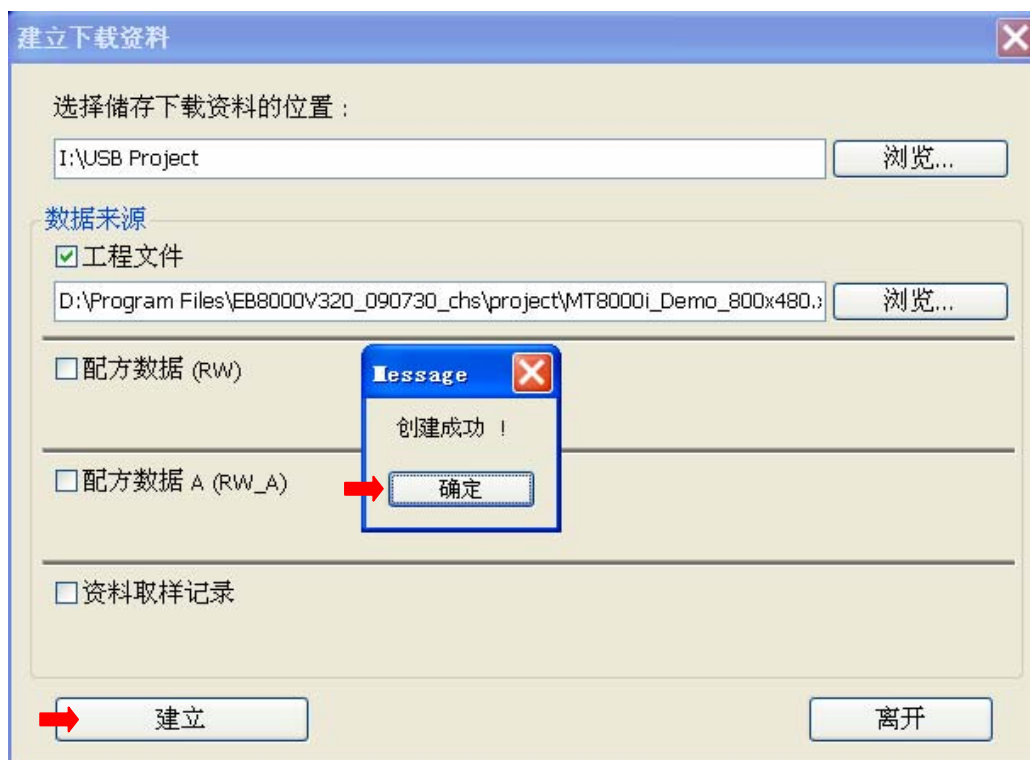 建立下载资料
选择储存下载资料的位置：
I:\USB Project
浏览...
数据来源
工程文件
D:\Program Files\EB8000V320_090730_chs\project\MT8000i_Demo_800x480.
浏览...
配方数据 (RW)
Message
创建成功 ！
确定
配方数据 A (RW_A)
资料取样记录
建立
离开